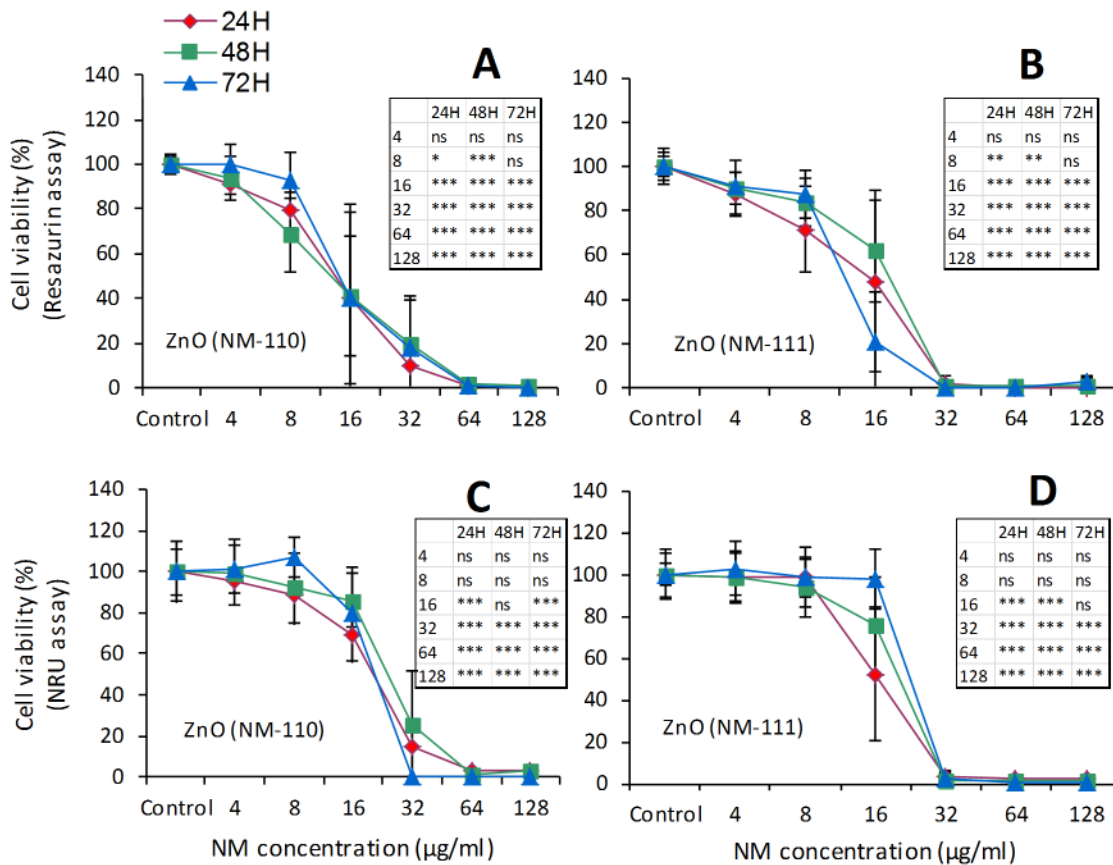 24H
48H
72H
A
Cell viability (%)
(Resazurin assay)
140
120
100
80
60
40
20
0
24H 48H 72H
4 ns ns ns
8 * *** ns
16 *** *** ***
32 *** *** ***
64 *** *** ***
128 *** *** ***
ZnO (NM-110)
Control 4 8 16 32 64 128
B
140
120
100
80
60
40
20
0
24H 48H 72H
4 ns ns ns
8 ** ** ns
16 *** *** ***
32 *** *** ***
64 *** *** ***
128 *** *** ***
ZnO (NM-111)
Control 4 8 16 32 64 128
C
Cell viability (%)
(NRU assay)
140
120
100
80
60
40
20
0
24H 48H 72H
4 ns ns ns
8 ns ns ns
16 *** ns ***
32 *** *** ***
64 *** *** ***
128 *** *** ***
ZnO (NM-110)
Control 4 8 16 32 64 128
NM concentration (µg/ml)
D
140
120
100
80
60
40
20
0
24H 48H 72H
4 ns ns ns
8 ns ns ns
16 *** *** ns
32 *** *** ***
64 *** *** ***
128 *** *** ***
ZnO (NM-111)
Control 4 8 16 32 64 128
NM concentration (µg/ml)